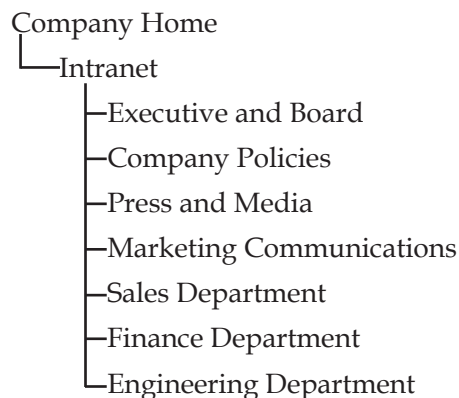 Company Home
Intranet
Executive and Board
Company Policies
Press and Media
Marketing Communications
Sales Department
Finance Department
Engineering Department